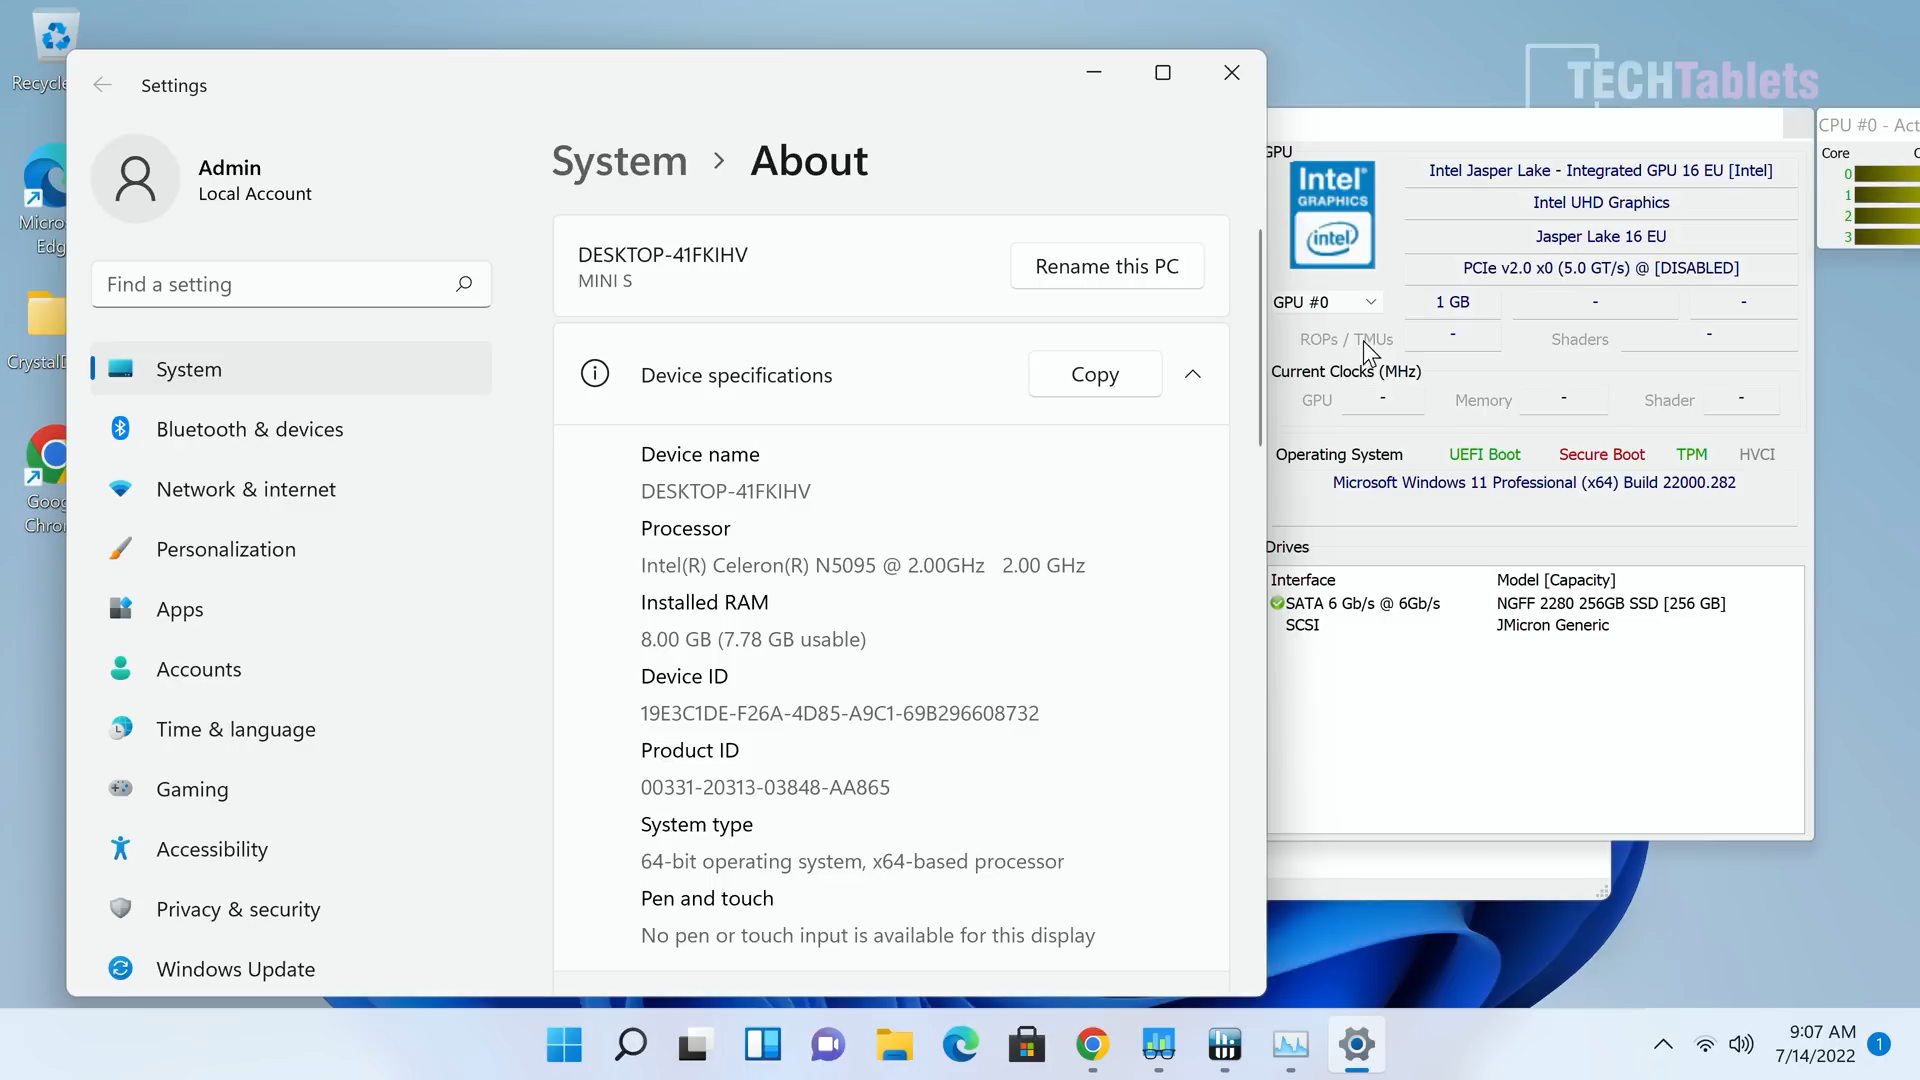 TECHTablets
Recycle
Micro
Edg
CrystalD
Goog
Chrom
Settings
Admin
Local Account
Find a setting
System
Bluetooth & devices
Network & internet
Personalization
Apps
Accounts
Time & language
Gaming
Accessibility
Privacy & security
Windows Update
System > About
DESKTOP-41FKIHV
MINI S
Rename this PC
Device specifications
Copy
Device name
DESKTOP-41FKIHV
Processor
Intel(R) Celeron(R) N5095 @ 2.00GHz 2.00 GHz
Installed RAM
8.00 GB (7.78 GB usable)
Device ID
19E3C1DE-F26A-4D85-A9C1-69B296608732
Product ID
00331-20313-03848-AA865
System type
64-bit operating system, x64-based processor
Pen and touch
No pen or touch input is available for this display
GPU
Intel®
GRAPHICS
intel
Intel Jasper Lake - Integrated GPU 16 EU [Intel]
Intel UHD Graphics
Jasper Lake 16 EU
PCIe v2.0 x0 (5.0 GT/s) @ [DISABLED]
GPU #0 1 GB - -
ROPs / TMUs - Shaders -
Current Clocks (MHz)
GPU - Memory - Shader -
Operating System UEFI Boot Secure Boot TPM HVCI
Microsoft Windows 11 Professional (x64) Build 22000.282
Drives
Interface Model [Capacity]
SATA 6 Gb/s @ 6Gb/s NGFF 2280 256GB SSD [256 GB]
SCSI JMicron Generic
CPU #0 - Act
Core C
0
1
2
3
9:07 AM
7/14/2022
1